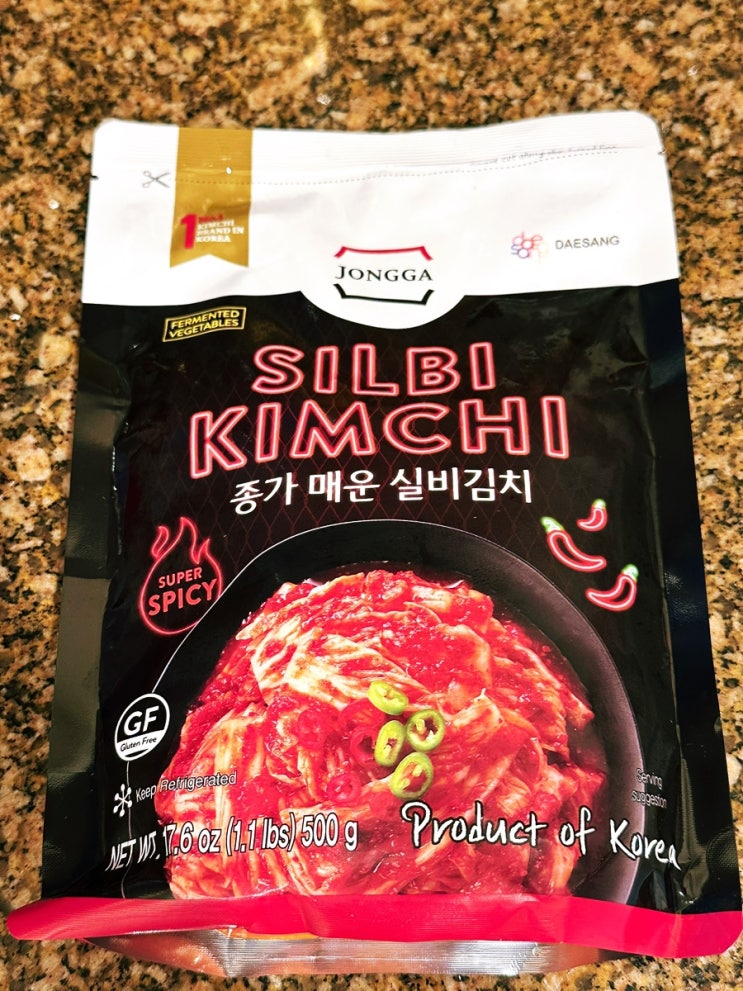 1 NO.1
KIMCHI
BRAND IN
KOREA
JONGGA
DAESANG
FERMENTED
VEGETABLES
SILBI
KIMCHI
종가 매운 실비김치
SUPER
SPICY
GF
Gluten Free
Keep Refrigerated
NET WT. 17.6 oz (1.1 lbs) 500 g
Product of Korea
Serving
suggestion